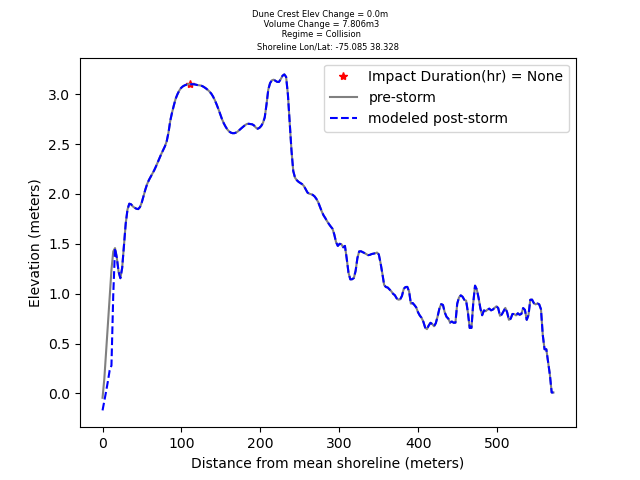 Dune Crest Elev Change = 0.0m
Volume Change = 7.806m3
Regime = Collision
Shoreline Lon/Lat: -75.085 38.328
Impact Duration(hr) = None
pre-storm
modeled post-storm
Elevation (meters)
3.0
2.5
2.0
1.5
1.0
0.5
0.0
0 100 200 300 400 500
Distance from mean shoreline (meters)